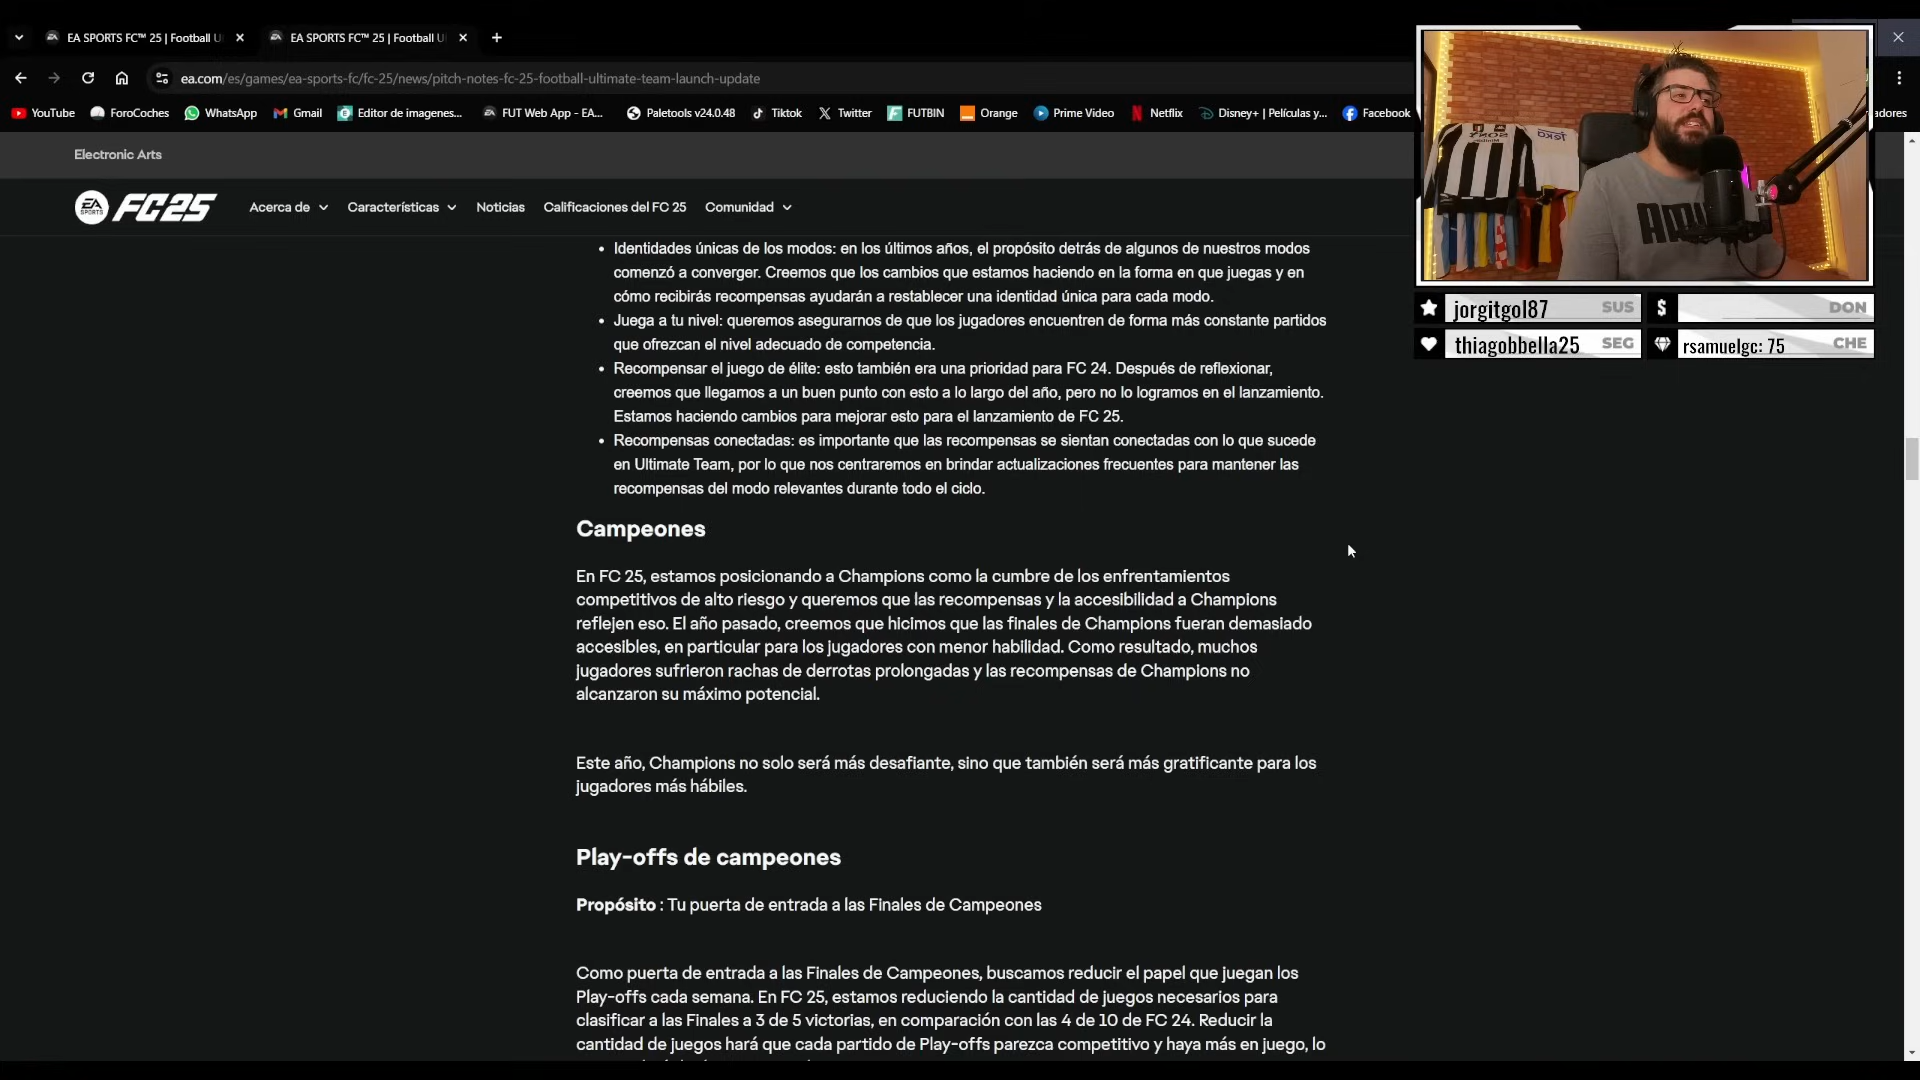 EA SPORTS FC™ 25 | Football U
EA SPORTS FC™ 25 | Football U
ea.com/es/games/ea-sports-fc/fc-25/news/pitch-notes-fc-25-football-ultimate-team-launch-update
YouTube
ForoCoches
WhatsApp
Gmail
Editor de imagenes...
FUT Web App - EA...
Paletools v24.0.48
Tiktok
Twitter
FUTBIN
Orange
Prime Video
Netflix
Disney+ | Películas y...
Facebook
adores
Electronic Arts
EA SPORTS FC25
Acerca de
Características
Noticias
Calificaciones del FC 25
Comunidad
jorgitgol87 SUS
$ DON
thiagobbella25 SEG
rsamuelgc: 75 CHE
• Identidades únicas de los modos: en los últimos años, el propósito detrás de algunos de nuestros modos
comenzó a converger. Creemos que los cambios que estamos haciendo en la forma en que juegas y en
cómo recibirás recompensas ayudarán a restablecer una identidad única para cada modo.
• Juega a tu nivel: queremos asegurarnos de que los jugadores encuentren de forma más constante partidos
que ofrezcan el nivel adecuado de competencia.
• Recompensar el juego de élite: esto también era una prioridad para FC 24. Después de reflexionar,
creemos que llegamos a un buen punto con esto a lo largo del año, pero no lo logramos en el lanzamiento.
Estamos haciendo cambios para mejorar esto para el lanzamiento de FC 25.
• Recompensas conectadas: es importante que las recompensas se sientan conectadas con lo que sucede
en Ultimate Team, por lo que nos centraremos en brindar actualizaciones frecuentes para mantener las
recompensas del modo relevantes durante todo el ciclo.
Campeones
En FC 25, estamos posicionando a Champions como la cumbre de los enfrentamientos
competitivos de alto riesgo y queremos que las recompensas y la accesibilidad a Champions
reflejen eso. El año pasado, creemos que hicimos que las finales de Champions fueran demasiado
accesibles, en particular para los jugadores con menor habilidad. Como resultado, muchos
jugadores sufrieron rachas de derrotas prolongadas y las recompensas de Champions no
alcanzaron su máximo potencial.
Este año, Champions no solo será más desafiante, sino que también será más gratificante para los
jugadores más hábiles.
Play-offs de campeones
Propósito : Tu puerta de entrada a las Finales de Campeones
Como puerta de entrada a las Finales de Campeones, buscamos reducir el papel que juegan los
Play-offs cada semana. En FC 25, estamos reduciendo la cantidad de juegos necesarios para
clasificar a las Finales a 3 de 5 victorias, en comparación con las 4 de 10 de FC 24. Reducir la
cantidad de juegos hará que cada partido de Play-offs parezca competitivo y haya más en juego, lo